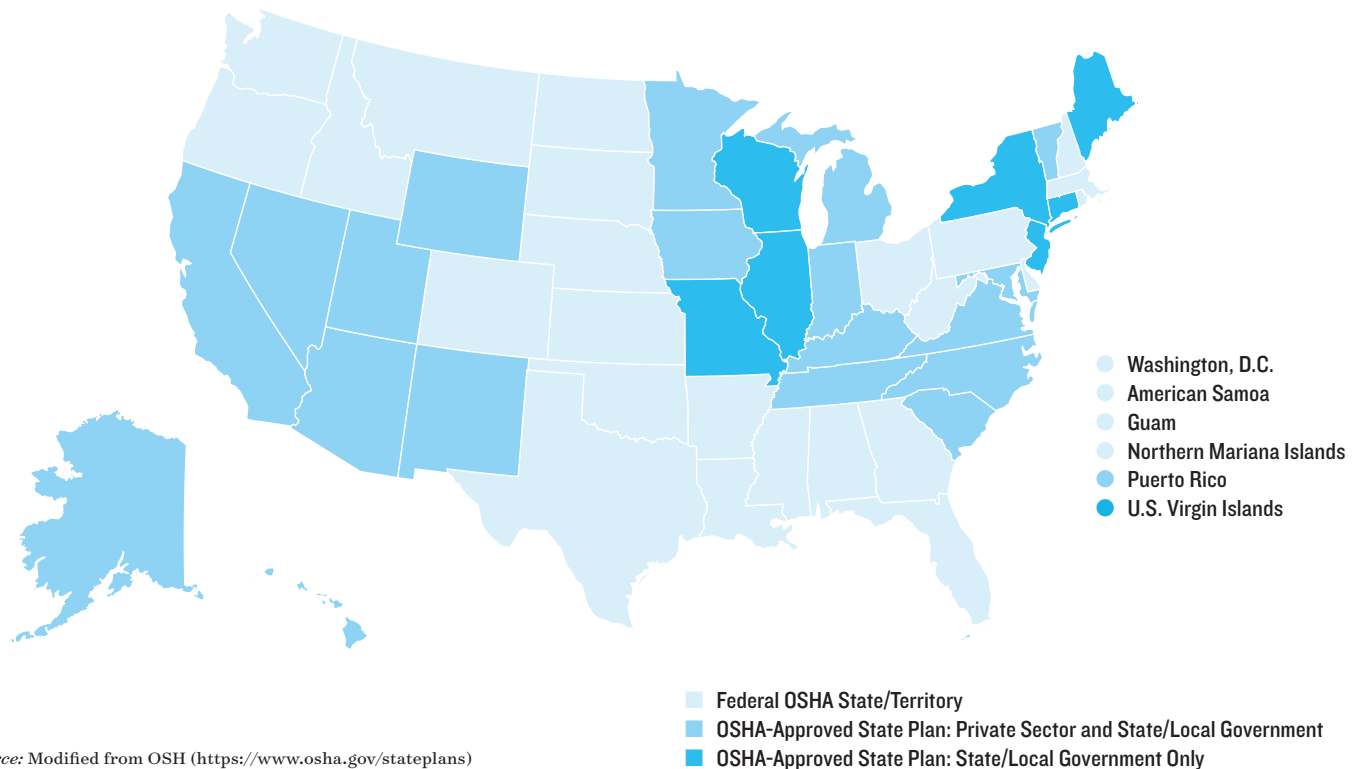 Washington, D.C.
American Samoa
Guam
Northern Mariana Islands
Puerto Rico
U.S. Virgin Islands
Federal OSHA State/Territory
OSHA-Approved State Plan: Private Sector and State/Local Government
OSHA-Approved State Plan: State/Local Government Only
rce: Modified from OSH (https://www.osha.gov/stateplans)